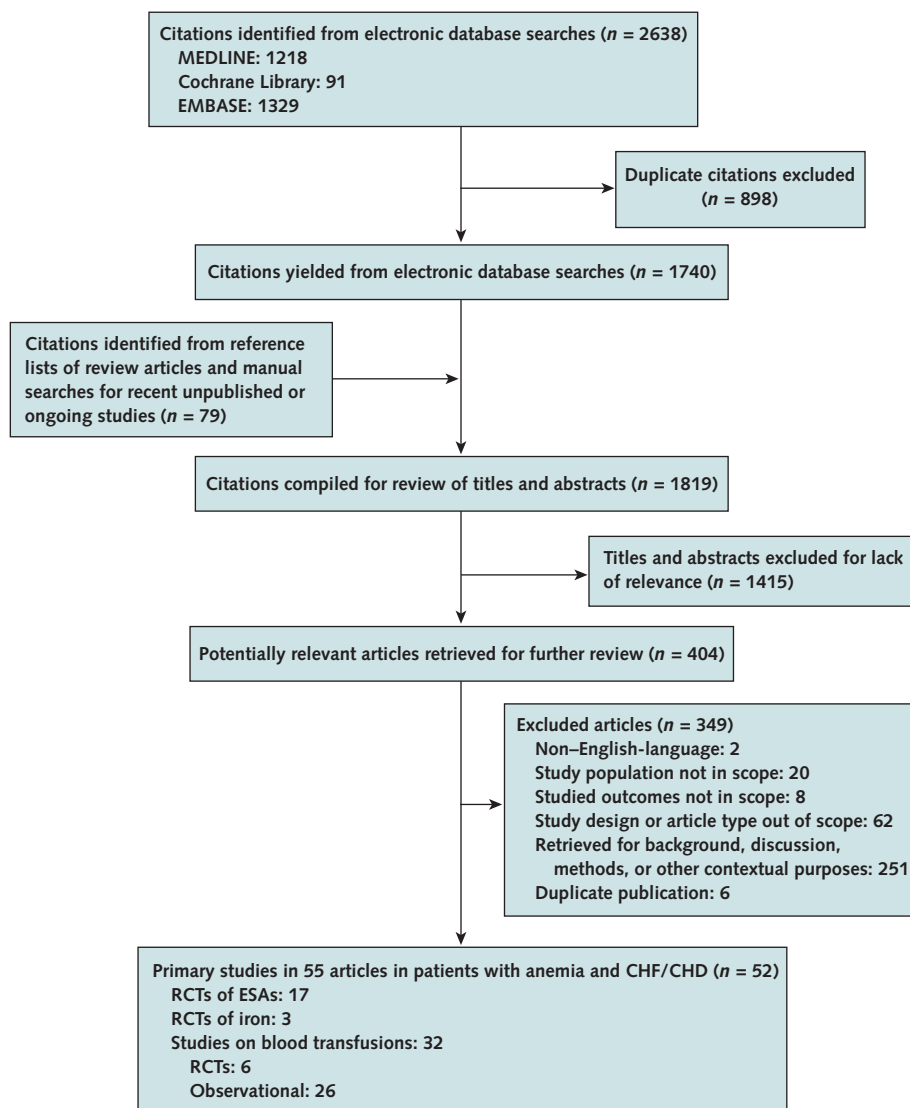 Citations identified from electronic database searches (n = 2638)
MEDLINE: 1218
Cochrane Library: 91
EMBASE: 1329
Duplicate citations excluded
(n = 898)
Citations yielded from electronic database searches (n = 1740)
Citations identified from reference
lists of review articles and manual
searches for recent unpublished or
ongoing studies (n = 79)
Citations compiled for review of titles and abstracts (n = 1819)
Titles and abstracts excluded for lack
of relevance (n = 1415)
Potentially relevant articles retrieved for further review (n = 404)
Excluded articles (n = 349)
Non–English-language: 2
Study population not in scope: 20
Studied outcomes not in scope: 8
Study design or article type out of scope: 62
Retrieved for background, discussion,
methods, or other contextual purposes: 251
Duplicate publication: 6
Primary studies in 55 articles in patients with anemia and CHF/CHD (n = 52)
RCTs of ESAs: 17
RCTs of iron: 3
Studies on blood transfusions: 32
RCTs: 6
Observational: 26